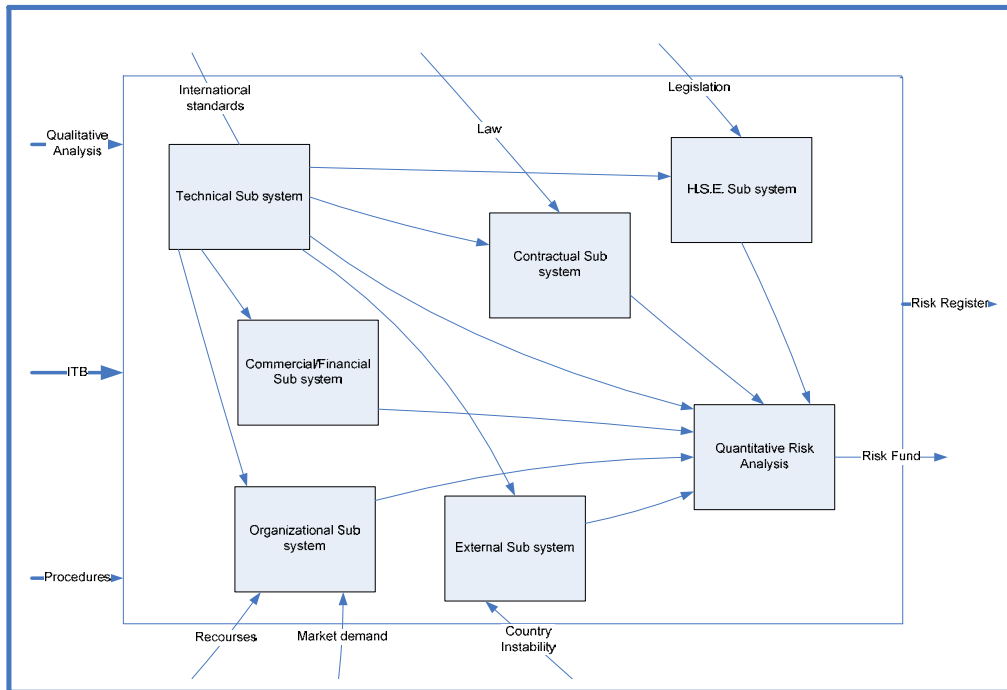 International
standards
Legislation
Qualitative
Analysis
Law
Technical Sub system
H.S.E. Sub system
Contractual Sub
system
Risk Register
Commercial/Financial
Sub system
ITB
Quantitative Risk
Analysis
Risk Fund
Organizational Sub
system
External Sub system
Procedures
Recourses
Market demand
Country
Instability